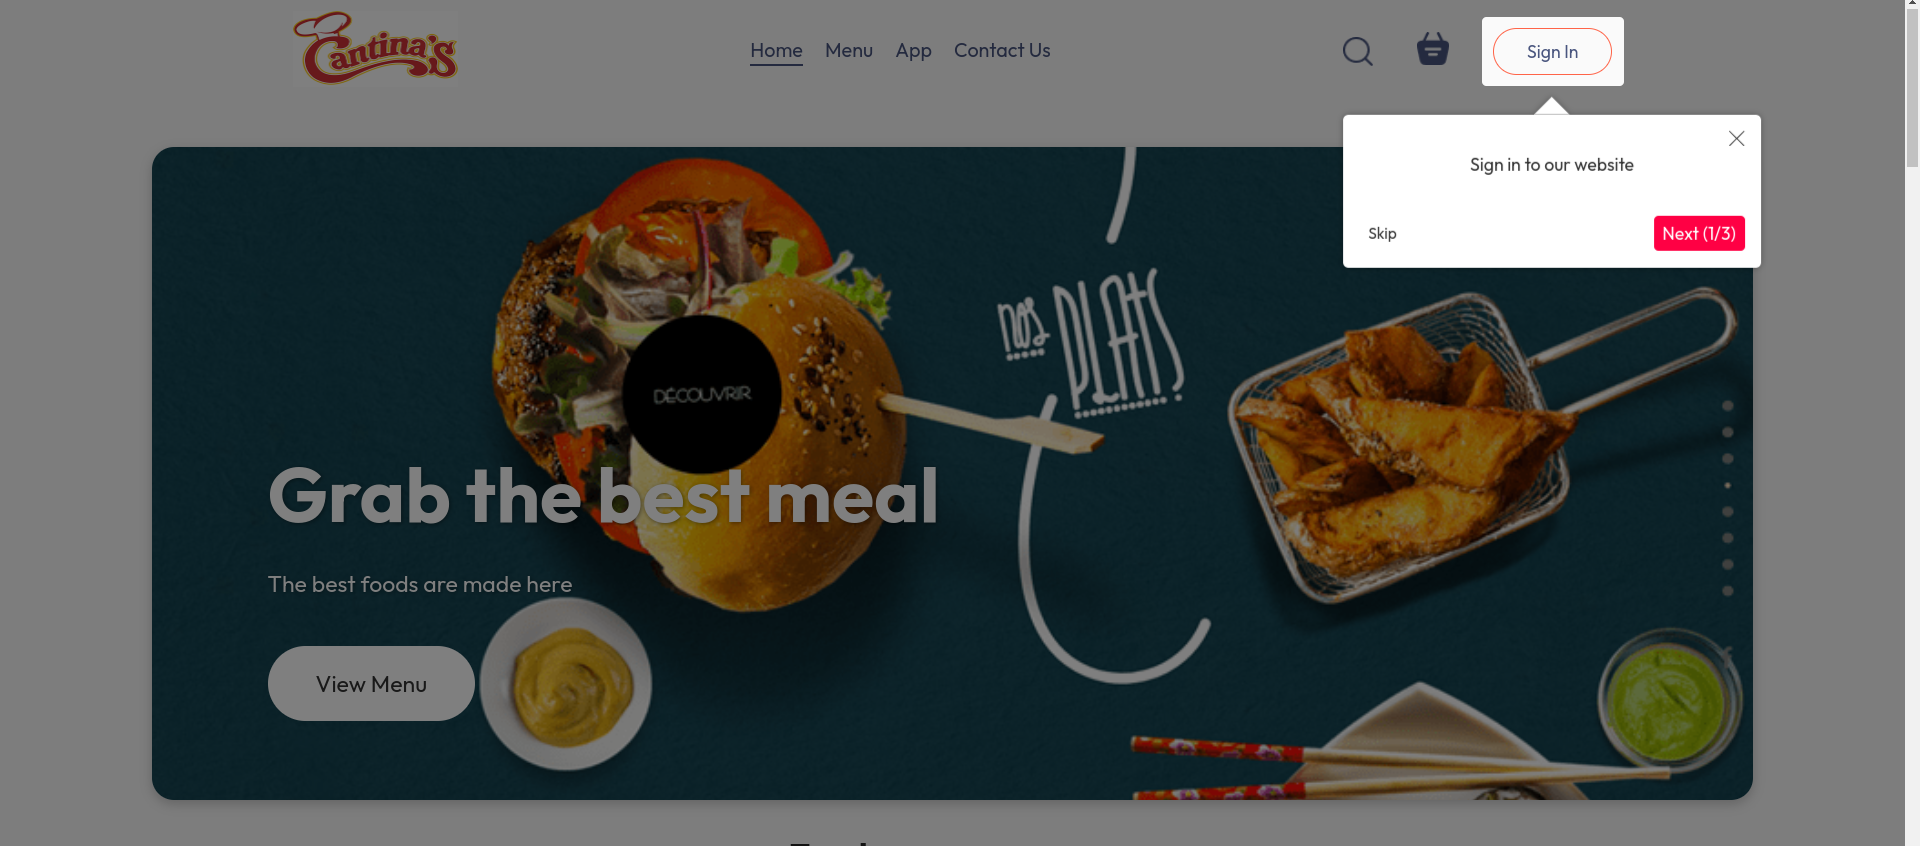 Cantina's
Home
Menu
App
Contact Us
Sign In
Sign in to our website
Skip
Next (1/3)
nos
PLATS
DÉCOUVRIR
Grab the best meal
The best foods are made here
View Menu